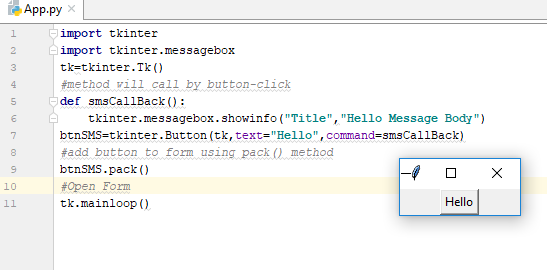 App.py
1 import tkinter
2 import tkinter.messagebox
3 tk=tkinter.Tk()
4 #method will call by button-click
5 def smsCallBack():
6     tkinter.messagebox.showinfo("Title","Hello Message Body")
7 btnSMS=tkinter.Button(tk,text="Hello",command=smsCallBack)
8 #add button to form using pack() method
9 btnSMS.pack()
10 #Open Form
11 tk.mainloop()
Hello